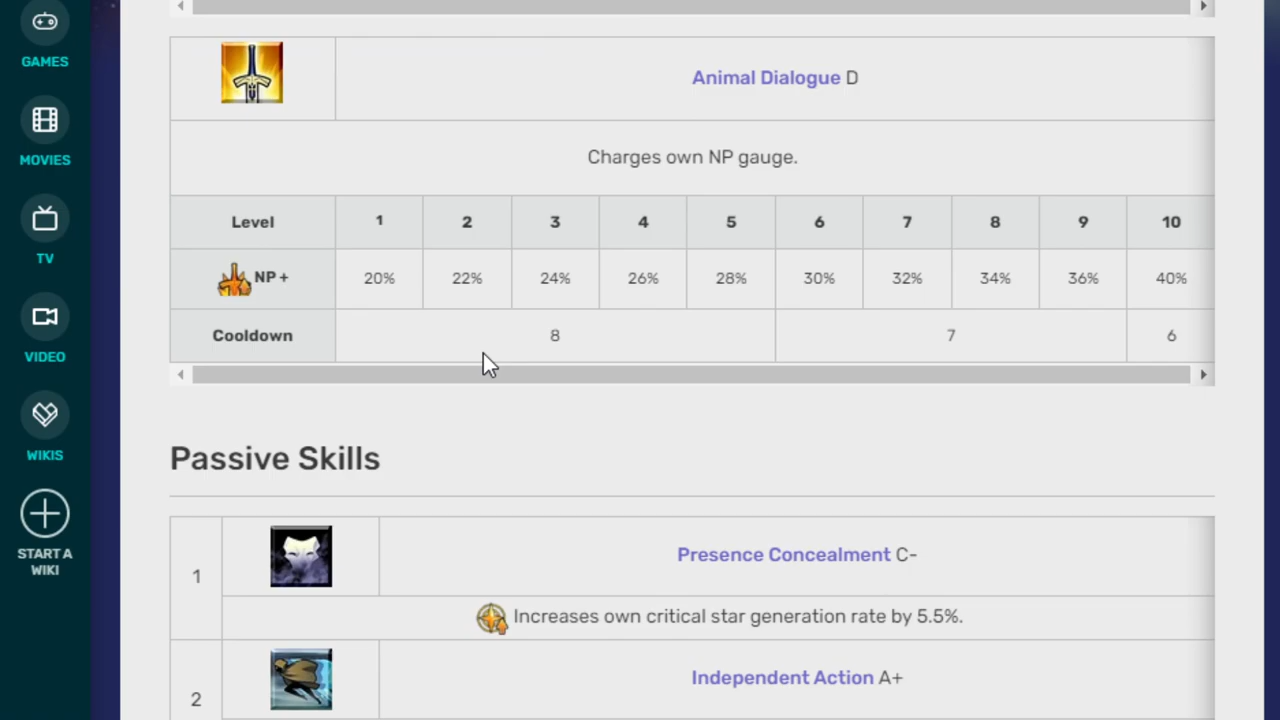 GAMES
MOVIES
TV
VIDEO
WIKIS
START A
WIKI
Animal Dialogue D
Charges own NP gauge.
Level 1 2 3 4 5 6 7 8 9 10
NP + 20% 22% 24% 26% 28% 30% 32% 34% 36% 40%
Cooldown 8 7 6
Passive Skills
1 Presence Concealment C-
Increases own critical star generation rate by 5.5%.
2 Independent Action A+